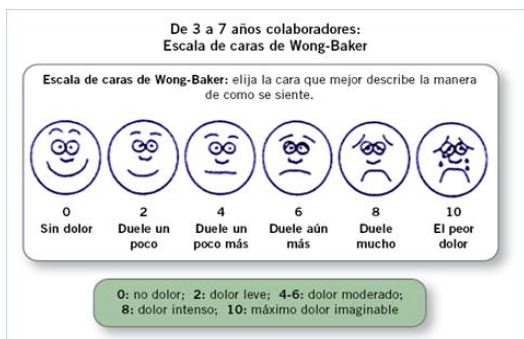 De 3 a 7 años colaboradores:
Escala de caras de Wong-Baker
Escala de caras de Wong-Baker: elija la cara que mejor describe la manera
de como se siente.
0 2 4 6 8 10
Sin dolor Duele un Duele un Duele aún Duele El peor
poco poco más más mucho dolor
0: no dolor; 2: dolor leve; 4-6: dolor moderado;
8: dolor intenso; 10: máximo dolor imaginable